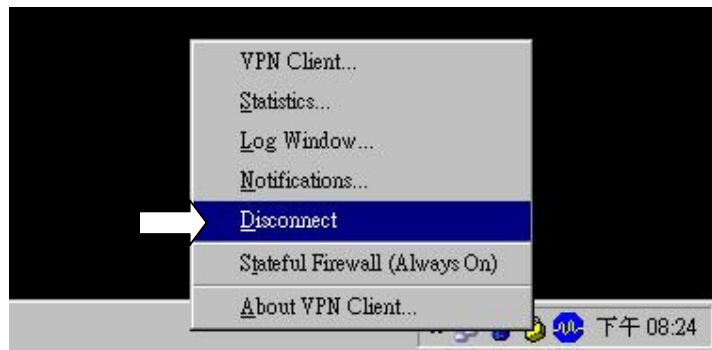 VPN Client...
Statistics...
Log Window...
Notifications...
Disconnect
Stateful Firewall (Always On)
About VPN Client...
下午 08:24